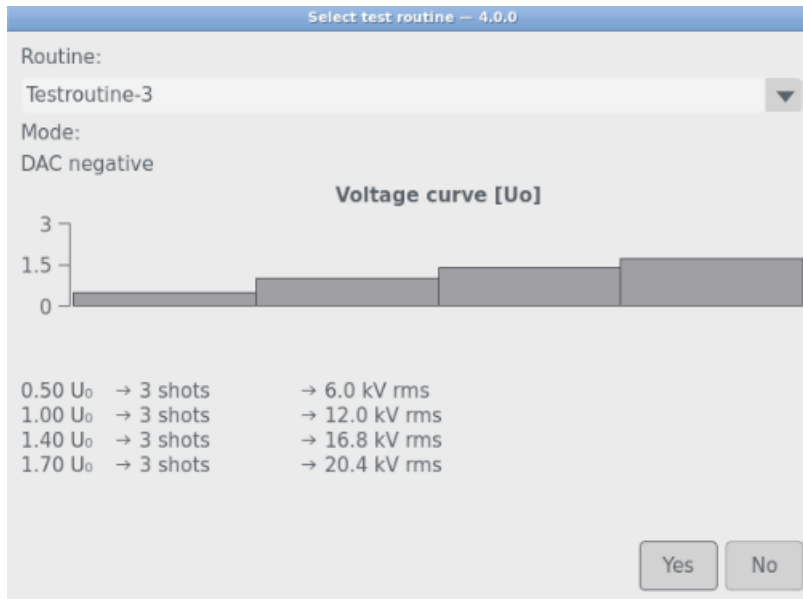 Select test routine — 4.0.0
Routine:
Testroutine-3
Mode:
DAC negative
Voltage curve [Uo]
3
1.5
0
0.50 U₀ → 3 shots → 6.0 kV rms
1.00 U₀ → 3 shots → 12.0 kV rms
1.40 U₀ → 3 shots → 16.8 kV rms
1.70 U₀ → 3 shots → 20.4 kV rms
Yes No